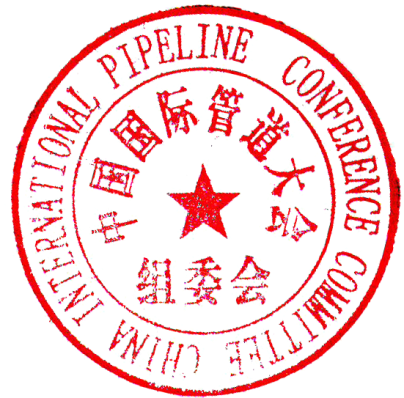 CHINA INTERNATIONAL PIPELINE CONFERENCE COMMITTEE
中国国际管道大会
组委会